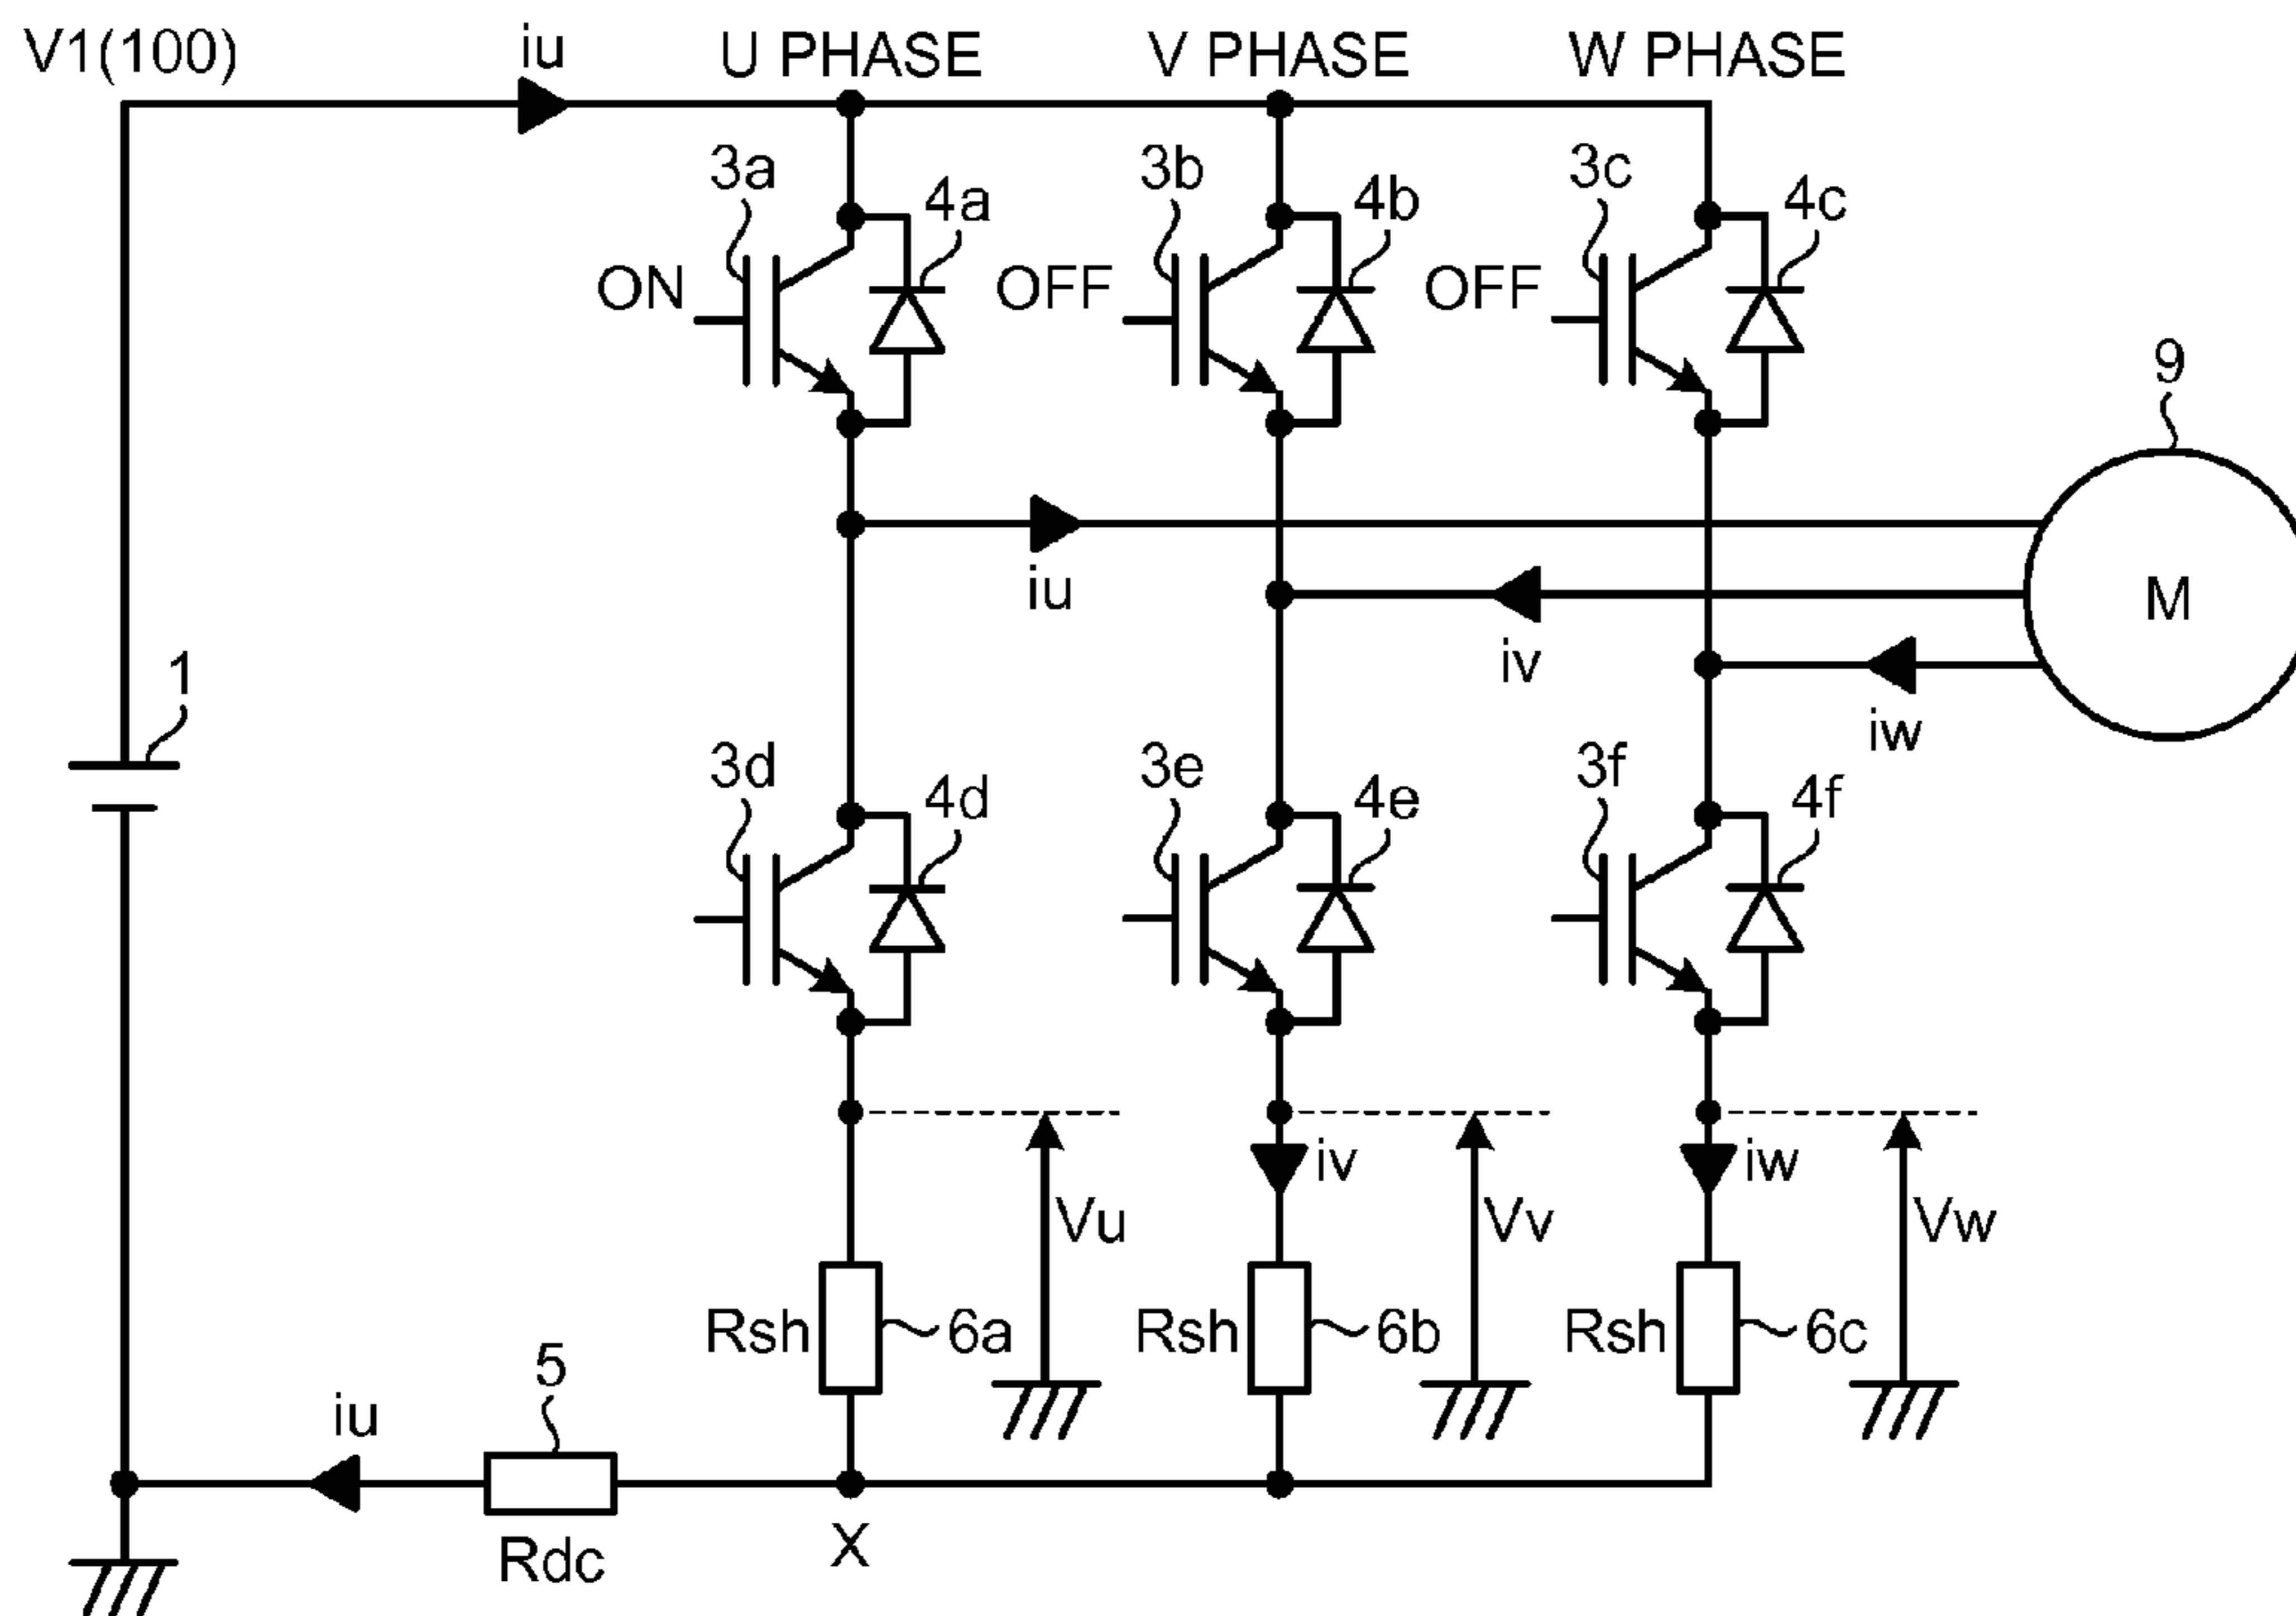 V1(100)
iu
U PHASE
V PHASE
W PHASE
3a
4a
3b
4b
3c
4c
ON
OFF
OFF
9
M
iu
iv
iw
1
3d
4d
3e
4e
3f
4f
iv
iw
Vu
Vv
Vw
Rsh
6a
Rsh
6b
Rsh
6c
5
iu
Rdc
X